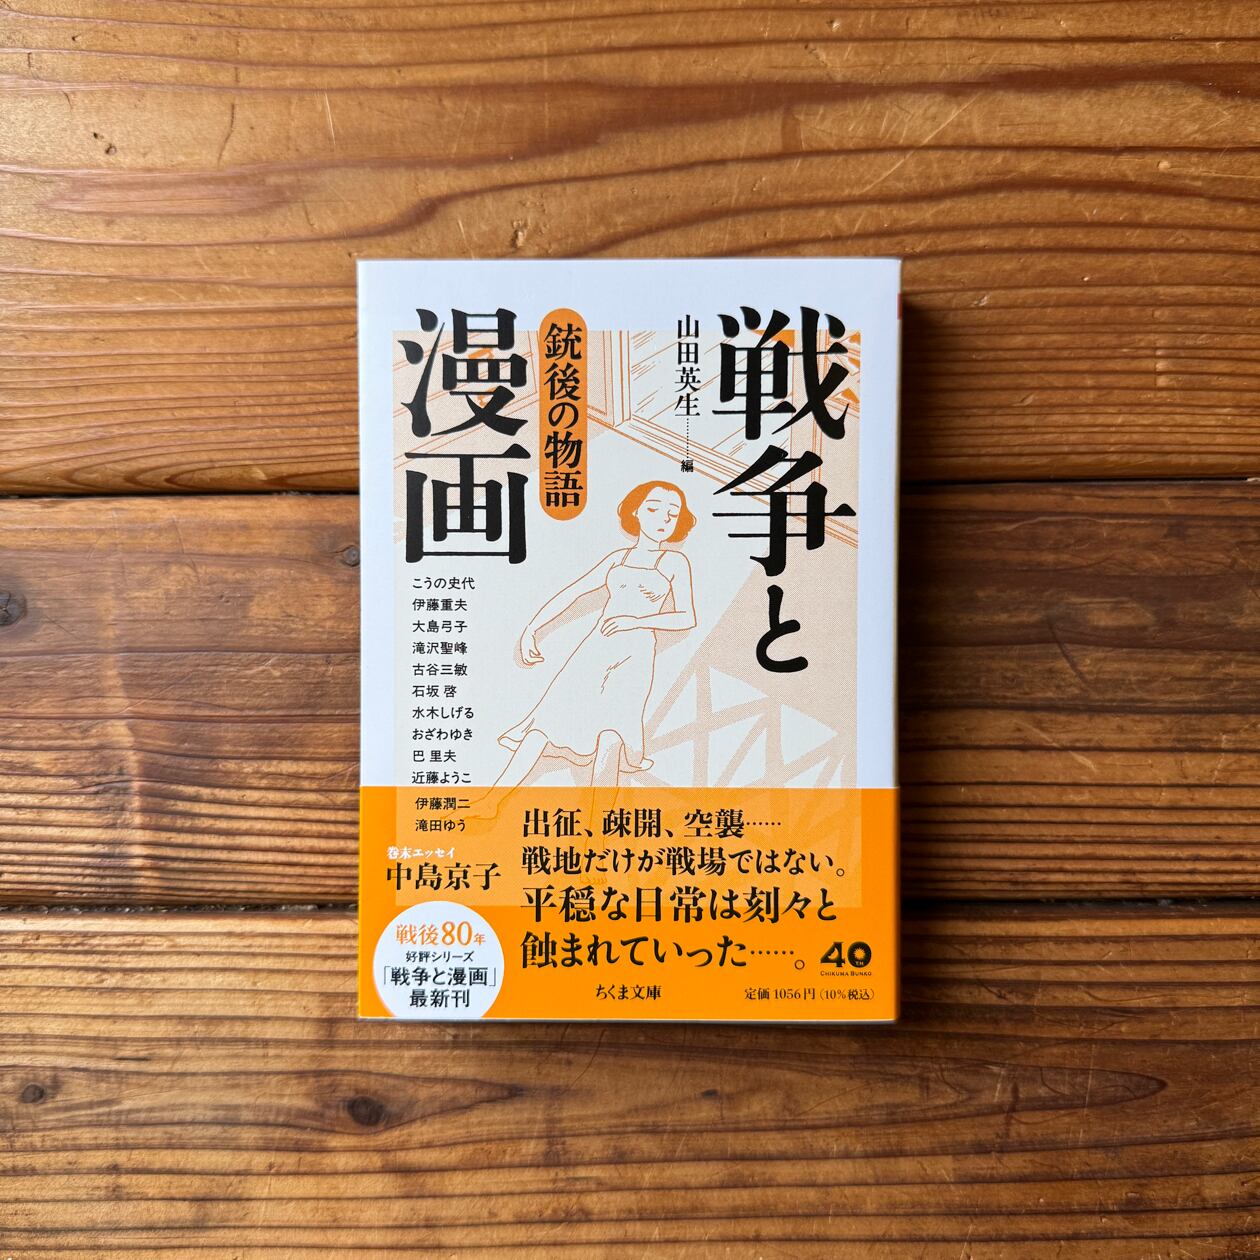 戦争と
漫画
銃後の物語
山田英生………編
こうの史代
伊藤重夫
大島弓子
滝沢聖峰
古谷三敏
石坂 啓
水木しげる
おざわゆき
巴 里夫
近藤ようこ
伊藤潤二
滝田ゆう
巻末エッセイ
中島京子
出征、疎開、空襲……
戦地だけが戦場ではない。
平穏な日常は刻々と
蝕まれていった……。
戦後80年
好評シリーズ
「戦争と漫画」
最新刊
ちくま文庫
40TH
CHIKUMA BUNKO
定価1056円(10%税込)